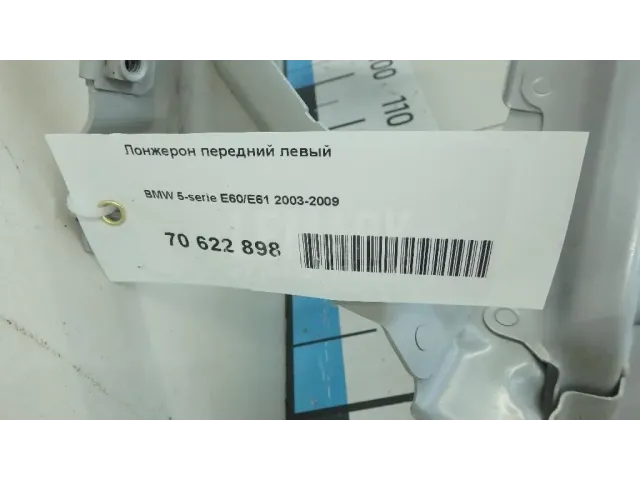 Лонжерон передний левый
BMW 5-serie E60/E61 2003-2009
70 622 898
110